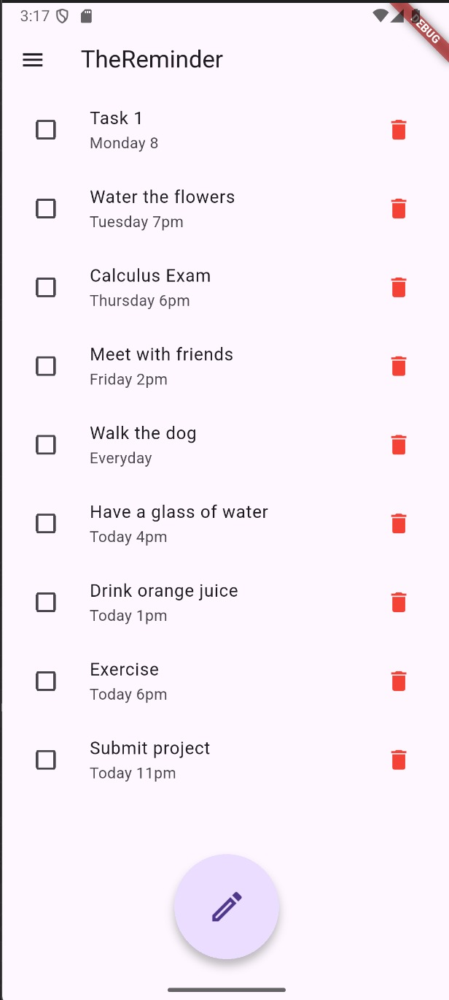 3:17
DEBUG
TheReminder
Task 1
Monday 8
Water the flowers
Tuesday 7pm
Calculus Exam
Thursday 6pm
Meet with friends
Friday 2pm
Walk the dog
Everyday
Have a glass of water
Today 4pm
Drink orange juice
Today 1pm
Exercise
Today 6pm
Submit project
Today 11pm